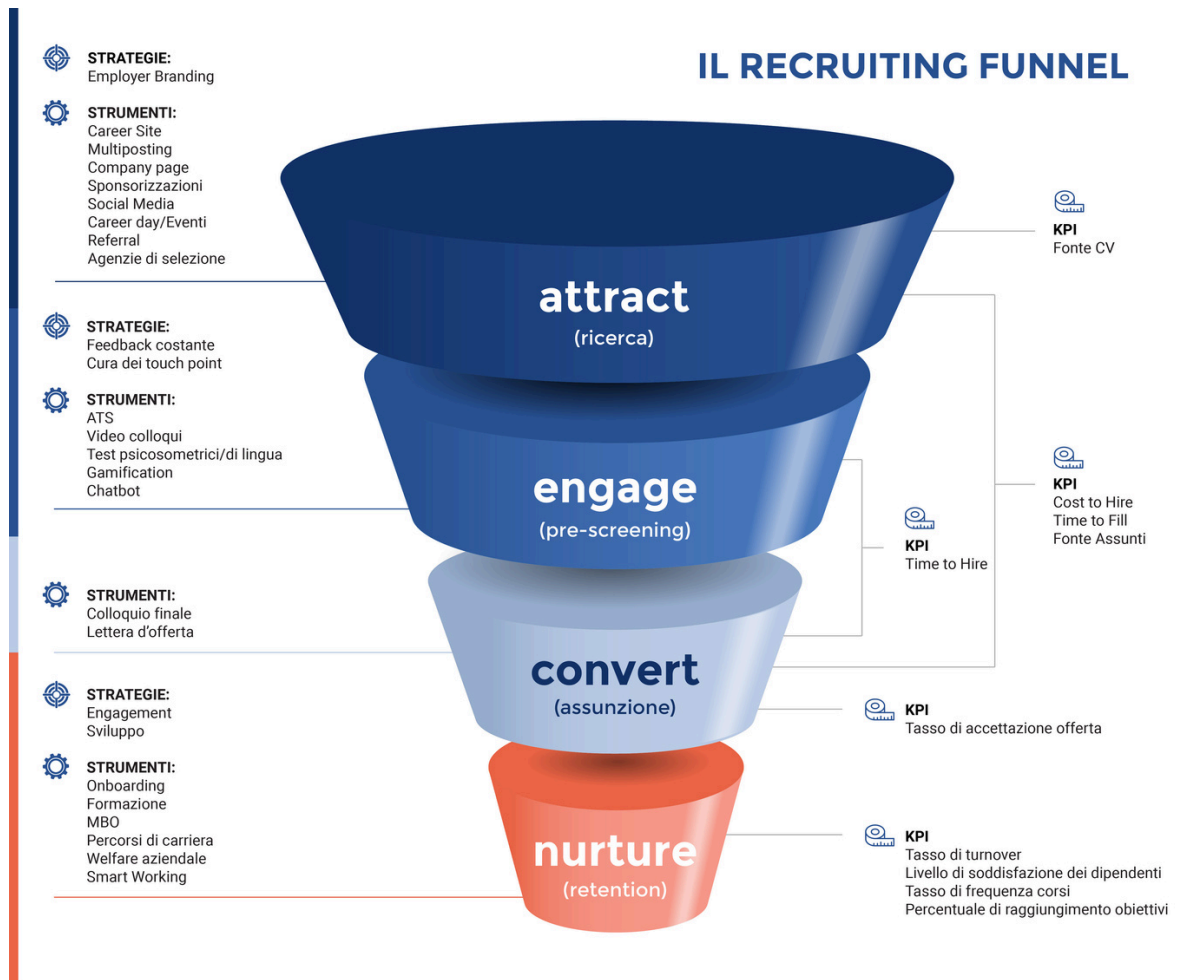 IL RECRUITING FUNNEL
STRATEGIE:
Employer Branding
STRUMENTI:
Career Site
Multiposting
Company page
Sponsorizzazioni
Social Media
Career day/Eventi
Referral
Agenzie di selezione
attract
(ricerca)
KPI
Fonte CV
STRATEGIE:
Feedback costante
Cura dei touch point
STRUMENTI:
ATS
Video colloqui
Test psicosometrici/di lingua
Gamification
Chatbot
engage
(pre-screening)
KPI
Time to Hire
KPI
Cost to Hire
Time to Fill
Fonte Assunti
STRUMENTI:
Colloquio finale
Lettera d'offerta
convert
(assunzione)
KPI
Tasso di accettazione offerta
STRATEGIE:
Engagement
Sviluppo
STRUMENTI:
Onboarding
Formazione
MBO
Percorsi di carriera
Welfare aziendale
Smart Working
nurture
(retention)
KPI
Tasso di turnover
Livello di soddisfazione dei dipendenti
Tasso di frequenza corsi
Percentuale di raggiungimento obiettivi